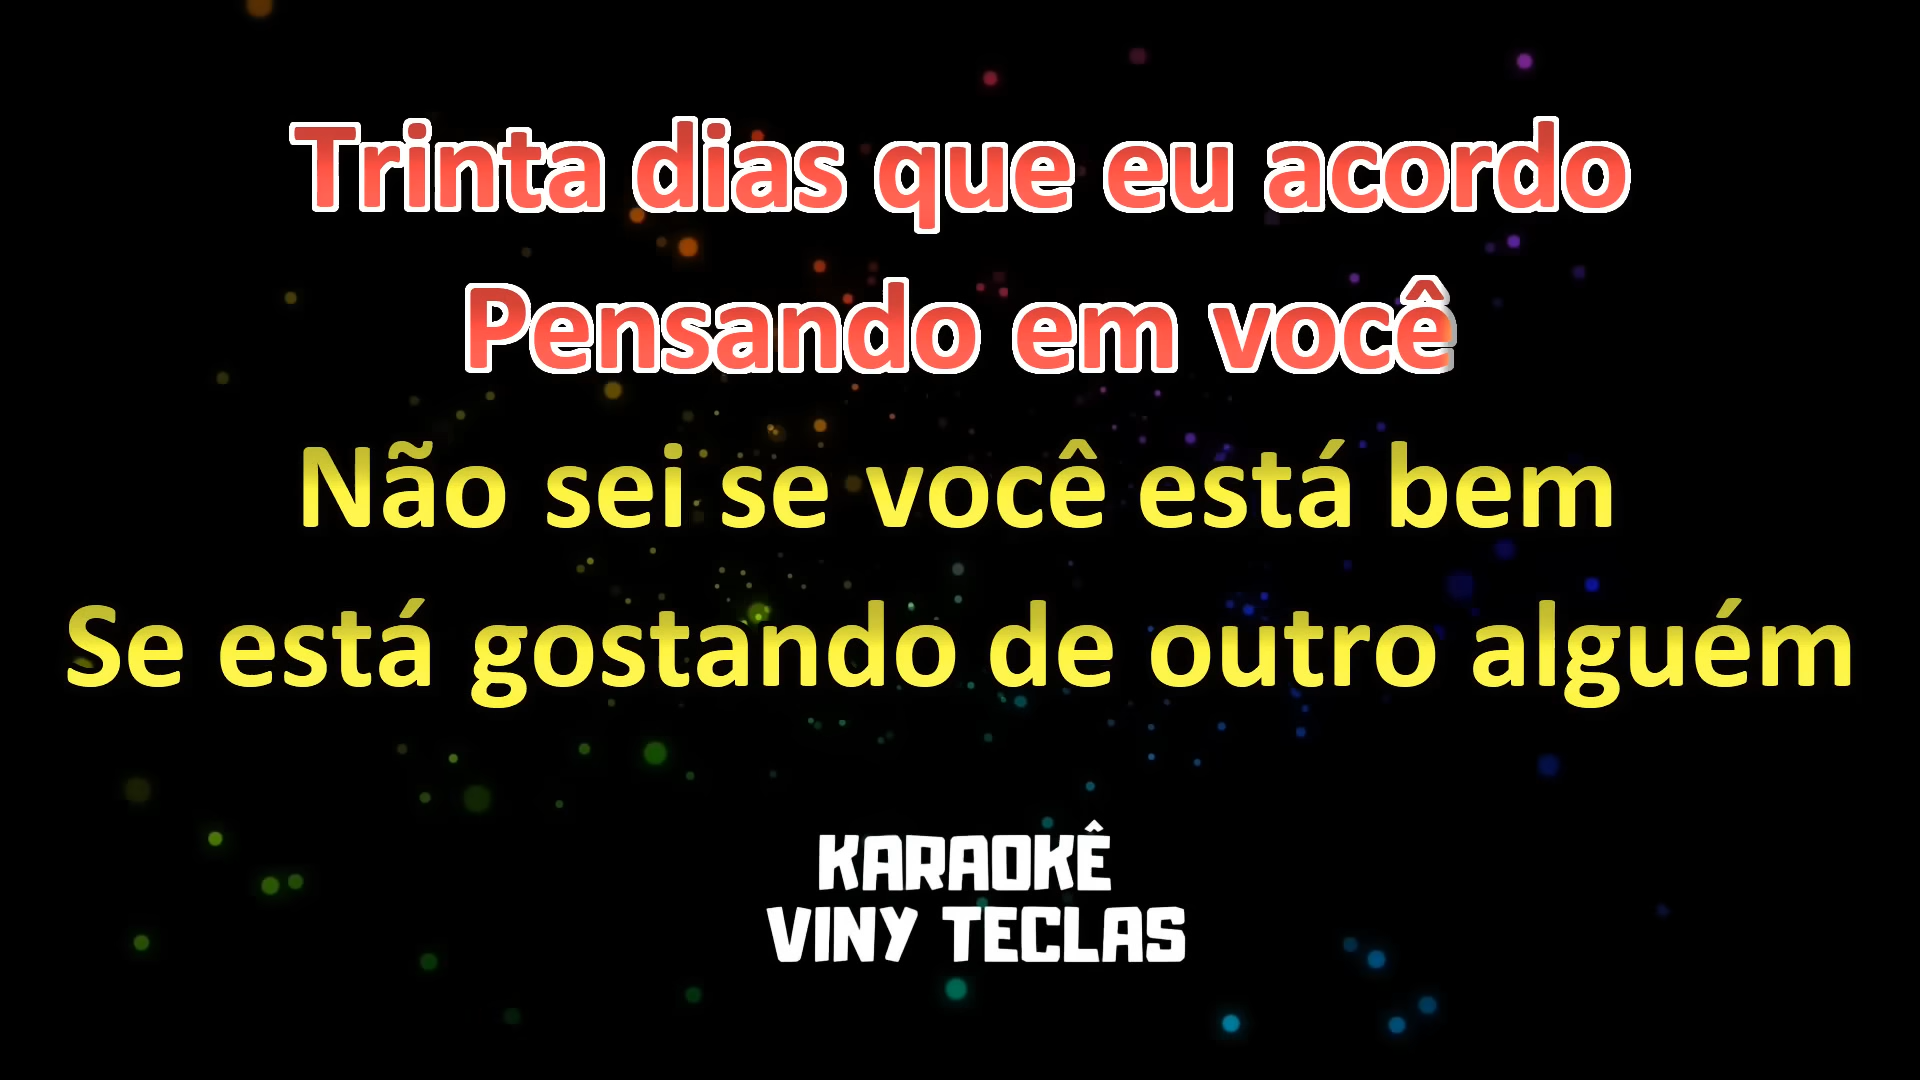 Trinta dias que eu acordo
Pensando em você
Não sei se você está bem
Se está gostando de outro alguém
KARAOKÊ
VINY TECLAS